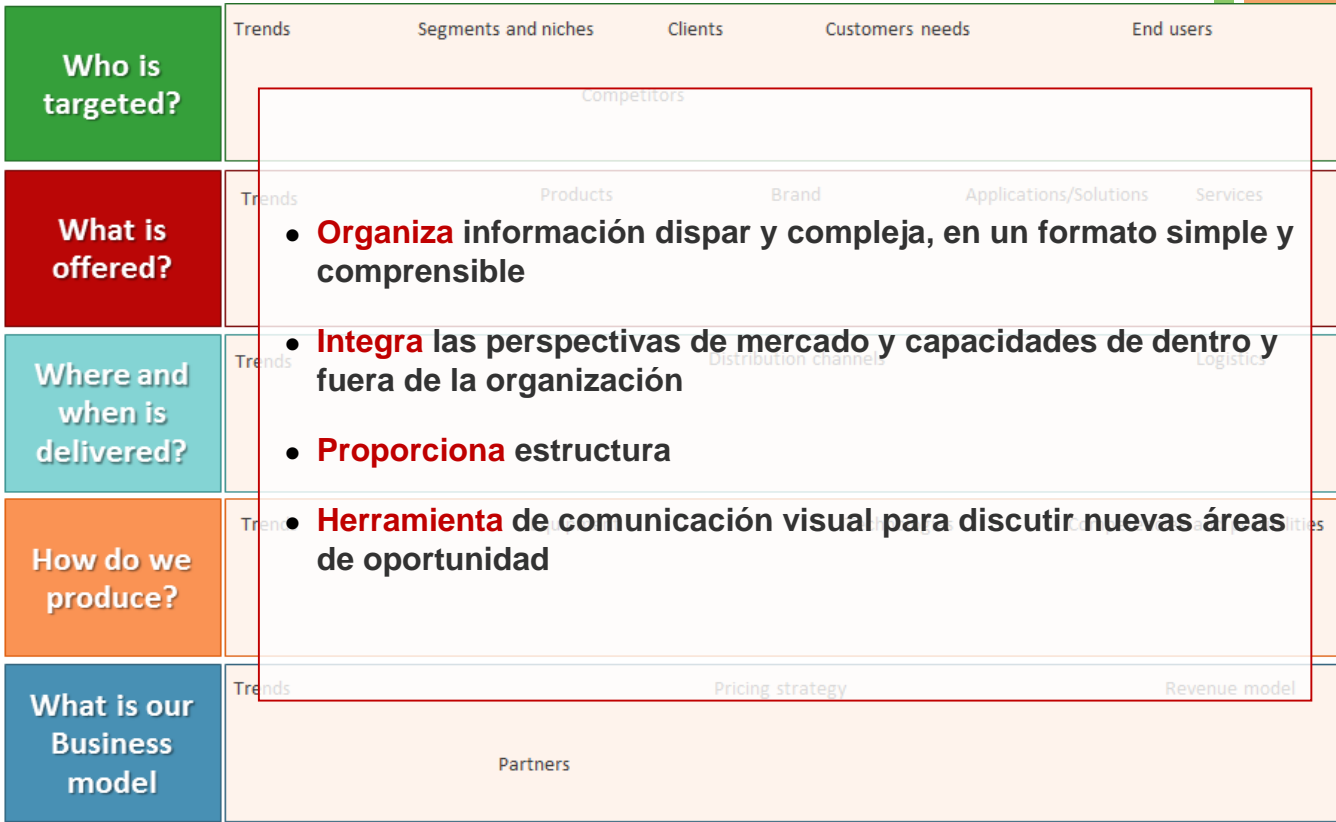 Who is
targeted?
Trends Segments and niches Clients Customers needs End users
Competitors
What is
offered?
Trends Products Brand Applications/Solutions Services
● Organiza información dispar y compleja, en un formato simple y
comprensible
Where and
when is
delivered?
Trends Distribution channels Logistics
● Integra las perspectivas de mercado y capacidades de dentro y
fuera de la organización
● Proporciona estructura
How do we
produce?
● Herramienta de comunicación visual para discutir nuevas áreas
de oportunidad
What is our
Business
model
Trends Pricing strategy Revenue model
Partners